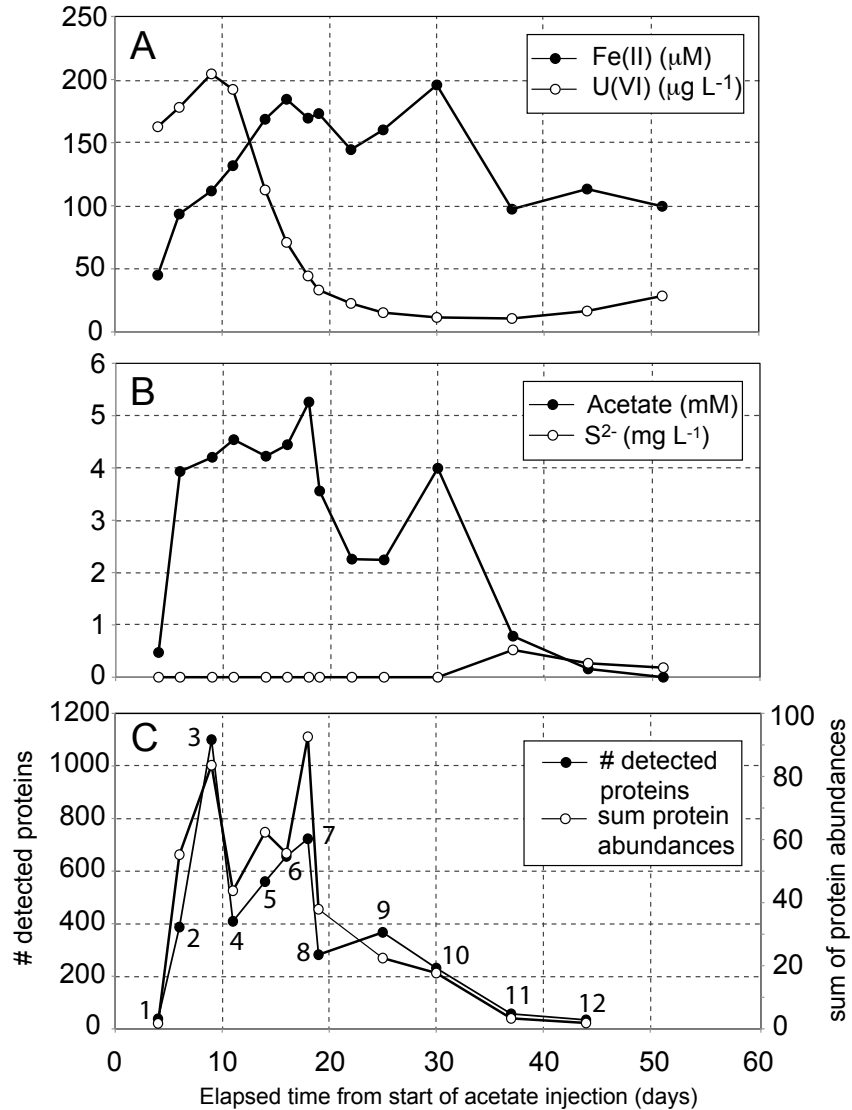 250
200
150
100
50
0
A
Fe(II) (μM)
U(VI) (μg L-1)
6
5
4
3
2
1
0
B
Acetate (mM)
S2- (mg L-1)
1200
1000
800
600
400
200
0
# detected proteins
C
# detected
proteins
sum protein
abundances
1
2
3
4
5
6
7
8
9
10
11
12
100
80
60
40
20
0
sum of protein abundances
0 10 20 30 40 50 60
Elapsed time from start of acetate injection (days)